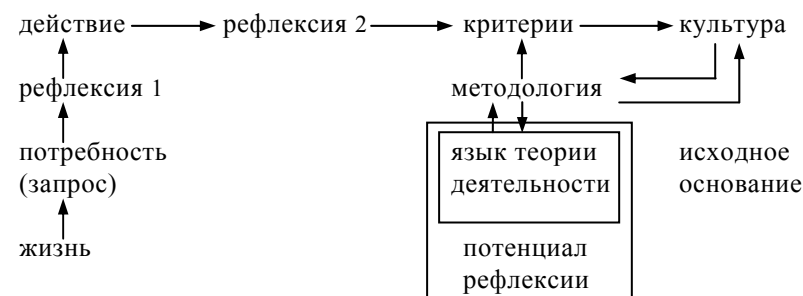 действие рефлексия 2 критерии культура
рефлексия 1 методология
потребность язык теории исходное
(запрос) деятельности основание
жизнь потенциал
рефлексии